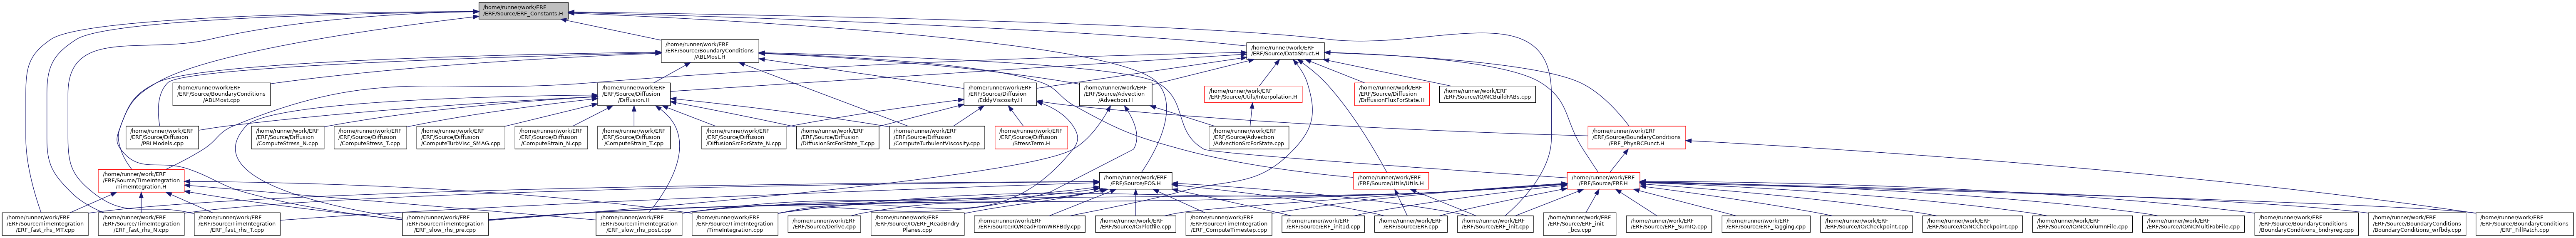 /home/runner/work/ERF
/ERF/Source/ERF_Constants.H
/home/runner/work/ERF
/ERF/Source/BoundaryConditions
/ABLMost.H
/home/runner/work/ERF
/ERF/Source/DataStruct.H
/home/runner/work/ERF
/ERF/Source/BoundaryConditions
/ABLMost.cpp
/home/runner/work/ERF
/ERF/Source/Diffusion
/Diffusion.H
/home/runner/work/ERF
/ERF/Source/Diffusion
/EddyViscosity.H
/home/runner/work/ERF
/ERF/Source/Advection
/Advection.H
/home/runner/work/ERF
/ERF/Source/Utils/Interpolation.H
/home/runner/work/ERF
/ERF/Source/Diffusion
/DiffusionFluxForState.H
/home/runner/work/ERF
/ERF/Source/IO/NCBuildFABs.cpp
/home/runner/work/ERF
/ERF/Source/Diffusion
/PBLModels.cpp
/home/runner/work/ERF
/ERF/Source/Diffusion
/ComputeStress_N.cpp
/home/runner/work/ERF
/ERF/Source/Diffusion
/ComputeStress_T.cpp
/home/runner/work/ERF
/ERF/Source/Diffusion
/ComputeTurbVisc_SMAG.cpp
/home/runner/work/ERF
/ERF/Source/Diffusion
/ComputeStrain_N.cpp
/home/runner/work/ERF
/ERF/Source/Diffusion
/ComputeStrain_T.cpp
/home/runner/work/ERF
/ERF/Source/Diffusion
/DiffusionSrcForState_N.cpp
/home/runner/work/ERF
/ERF/Source/Diffusion
/DiffusionSrcForState_T.cpp
/home/runner/work/ERF
/ERF/Source/Diffusion
/ComputeTurbulentViscosity.cpp
/home/runner/work/ERF
/ERF/Source/Diffusion
/StressTerm.H
/home/runner/work/ERF
/ERF/Source/Advection
/AdvectionSrcForState.cpp
/home/runner/work/ERF
/ERF/Source/BoundaryConditions
/ERF_PhysBCFunct.H
/home/runner/work/ERF
/ERF/Source/TimeIntegration
/TimeIntegration.H
/home/runner/work/ERF
/ERF/Source/EOS.H
/home/runner/work/ERF
/ERF/Source/Utils/Utils.H
/home/runner/work/ERF
/ERF/Source/ERF.H
/home/runner/work/ERF
/ERF/Source/TimeIntegration
/ERF_fast_rhs_MT.cpp
/home/runner/work/ERF
/ERF/Source/TimeIntegration
/ERF_fast_rhs_N.cpp
/home/runner/work/ERF
/ERF/Source/TimeIntegration
/ERF_fast_rhs_T.cpp
/home/runner/work/ERF
/ERF/Source/TimeIntegration
/ERF_slow_rhs_pre.cpp
/home/runner/work/ERF
/ERF/Source/TimeIntegration
/ERF_slow_rhs_post.cpp
/home/runner/work/ERF
/ERF/Source/TimeIntegration
/TimeIntegration.cpp
/home/runner/work/ERF
/ERF/Source/Derive.cpp
/home/runner/work/ERF
/ERF/Source/IO/ERF_ReadBndry
Planes.cpp
/home/runner/work/ERF
/ERF/Source/IO/ReadFromWRFBdy.cpp
/home/runner/work/ERF
/ERF/Source/IO/Plotfile.cpp
/home/runner/work/ERF
/ERF/Source/TimeIntegration
/ERF_ComputeTimestep.cpp
/home/runner/work/ERF
/ERF/Source/ERF_init1d.cpp
/home/runner/work/ERF
/ERF/Source/ERF.cpp
/home/runner/work/ERF
/ERF/Source/ERF_init.cpp
/home/runner/work/ERF
/ERF/Source/ERF_init
_bcs.cpp
/home/runner/work/ERF
/ERF/Source/ERF_SumIQ.cpp
/home/runner/work/ERF
/ERF/Source/ERF_Tagging.cpp
/home/runner/work/ERF
/ERF/Source/IO/Checkpoint.cpp
/home/runner/work/ERF
/ERF/Source/IO/NCCheckpoint.cpp
/home/runner/work/ERF
/ERF/Source/IO/NCColumnFile.cpp
/home/runner/work/ERF
/ERF/Source/IO/NCMultiFabFile.cpp
/home/runner/work/ERF
/ERF/Source/BoundaryConditions
/BoundaryConditions_bndryreg.cpp
/home/runner/work/ERF
/ERF/Source/BoundaryConditions
/BoundaryConditions_wrfbdy.cpp
/home/runner/work/ERF
/ERF/Source/BoundaryConditions
/ERF_FillPatch.cpp